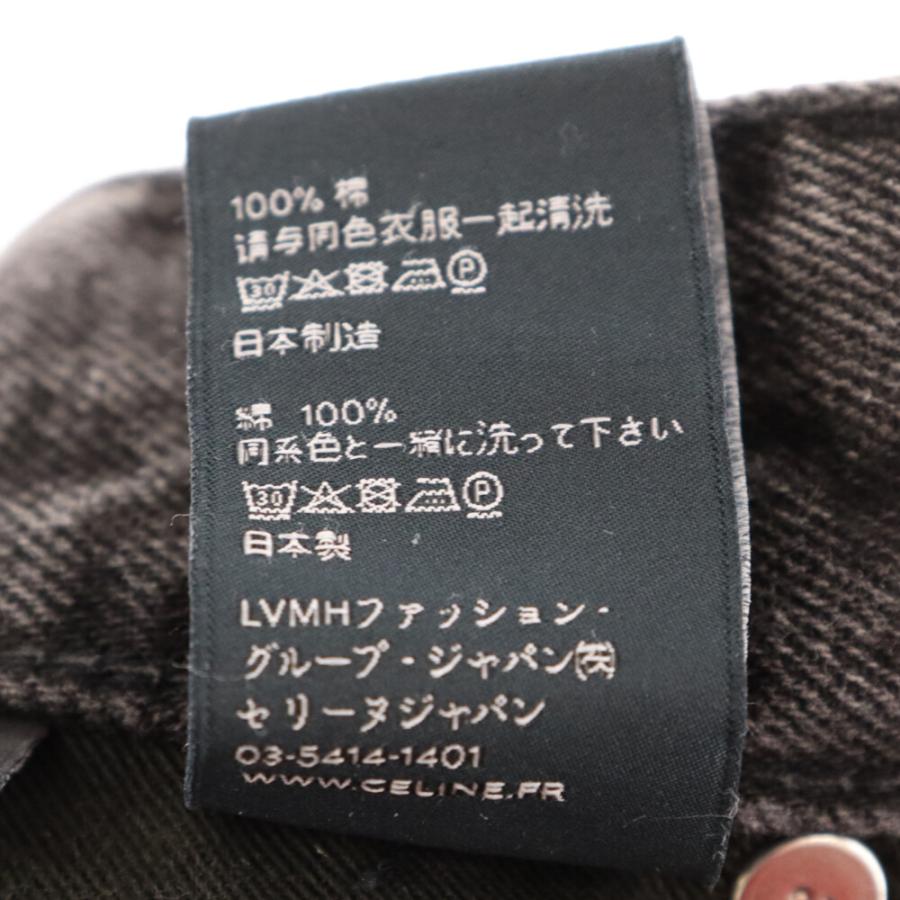 100% 棉
请与同色衣服一起清洗
30 P
日本制造
綿 100%
同系色と一緒に洗って下さい
30 P
日本製
LVMHファッション・
グループ・ジャパン㈱
セリーヌジャパン
03-5414-1401
WWW.CELINE.FR